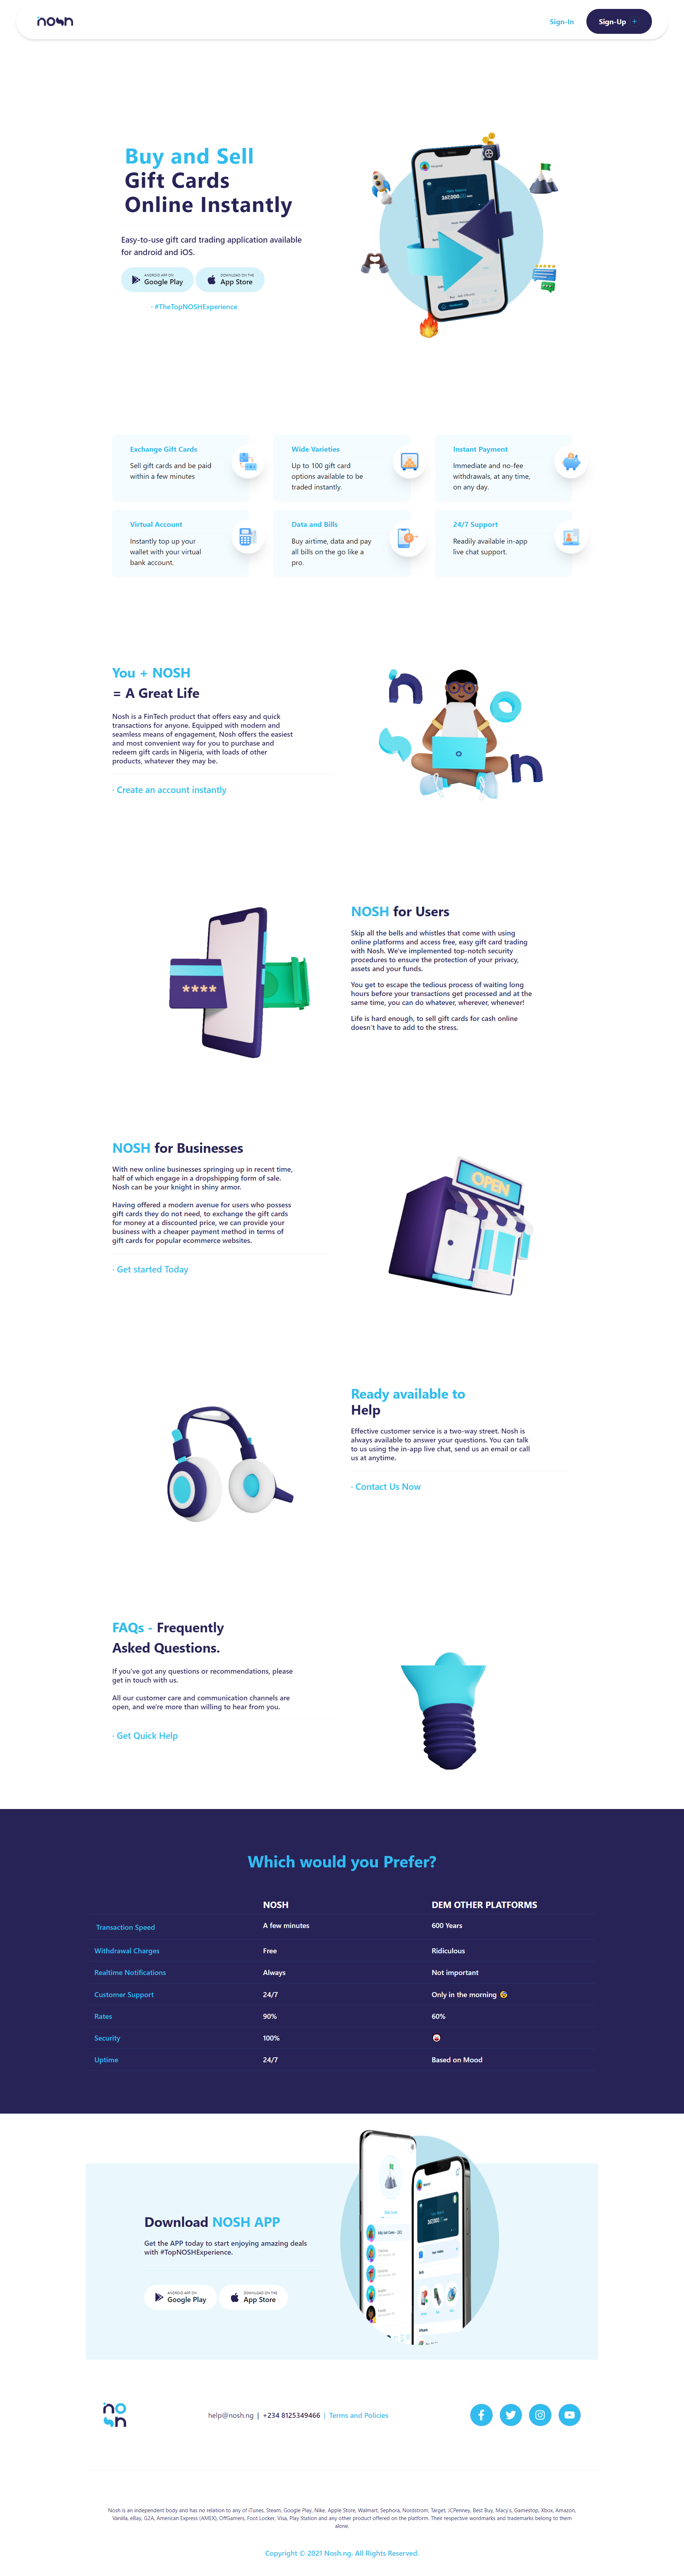 nosh
Sign-In
Sign-Up +
Buy and Sell
Gift Cards
Online Instantly
Easy-to-use gift card trading application available
for android and iOS.
ANDROID APP ON
Google Play
DOWNLOAD ON THE
App Store
· #TheTopNOSHExperience
Exchange Gift Cards
Sell gift cards and be paid
within a few minutes
Wide Varieties
Up to 100 gift card
options available to be
traded instantly.
Instant Payment
Immediate and no-fee
withdrawals, at any time,
on any day.
Virtual Account
Instantly top up your
wallet with your virtual
bank account.
Data and Bills
Buy airtime, data and pay
all bills on the go like a
pro.
24/7 Support
Readily available in-app
live chat support.
You + NOSH
= A Great Life
Nosh is a FinTech product that offers easy and quick
transactions for anyone. Equipped with modern and
seamless means of engagement, Nosh offers the easiest
and most convenient way for you to purchase and
redeem gift cards in Nigeria, with loads of other
products, whatever they may be.
· Create an account instantly
NOSH for Users
Skip all the bells and whistles that come with using
online platforms and access free, easy gift card trading
with Nosh. We've implemented top-notch security
procedures to ensure the protection of your privacy,
assets and your funds.
You get to escape the tedious process of waiting long
hours before your transactions get processed and at the
same time, you can do whatever, wherever, whenever!
Life is hard enough, to sell gift cards for cash online
doesn't have to add to the stress.
****
NOSH for Businesses
With new online businesses springing up in recent time,
half of which engage in a dropshipping form of sale.
Nosh can be your knight in shiny armor.
Having offered a modern avenue for users who possess
gift cards they do not need, to exchange the gift cards
for money at a discounted price, we can provide your
business with a cheaper payment method in terms of
gift cards for popular ecommerce websites.
· Get started Today
OPEN
Ready available to
Help
Effective customer service is a two-way street. Nosh is
always available to answer your questions. You can talk
to us using the in-app live chat, send us an email or call
us at anytime.
· Contact Us Now
FAQs - Frequently
Asked Questions.
If you've got any questions or recommendations, please
get in touch with us.
All our customer care and communication channels are
open, and we're more than willing to hear from you.
· Get Quick Help
Which would you Prefer?
NOSH DEM OTHER PLATFORMS
Transaction Speed A few minutes 600 Years
Withdrawal Charges Free Ridiculous
Realtime Notifications Always Not important
Customer Support 24/7 Only in the morning
Rates 90% 60%
Security 100%
Uptime 24/7 Based on Mood
Download NOSH APP
Get the APP today to start enjoying amazing deals
with #TopNOSHExperience.
ANDROID APP ON
Google Play
DOWNLOAD ON THE
App Store
help@nosh.ng | +234 8125349466 | Terms and Policies
Nosh is an independent body and has no relation to any of iTunes, Steam, Google Play, Nike, Apple Store, Walmart, Sephora, Nordstrom, Target, JCPenney, Best Buy, Macy's, Gamestop, Xbox, Amazon,
Vanilla, eBay, G2A, American Express (AMEX), OffGamers, Foot Locker, Visa, Play Station and any other product offered on the platform. Their respective wordmarks and trademarks belong to them
alone.
Copyright © 2021 Nosh.ng. All Rights Reserved.